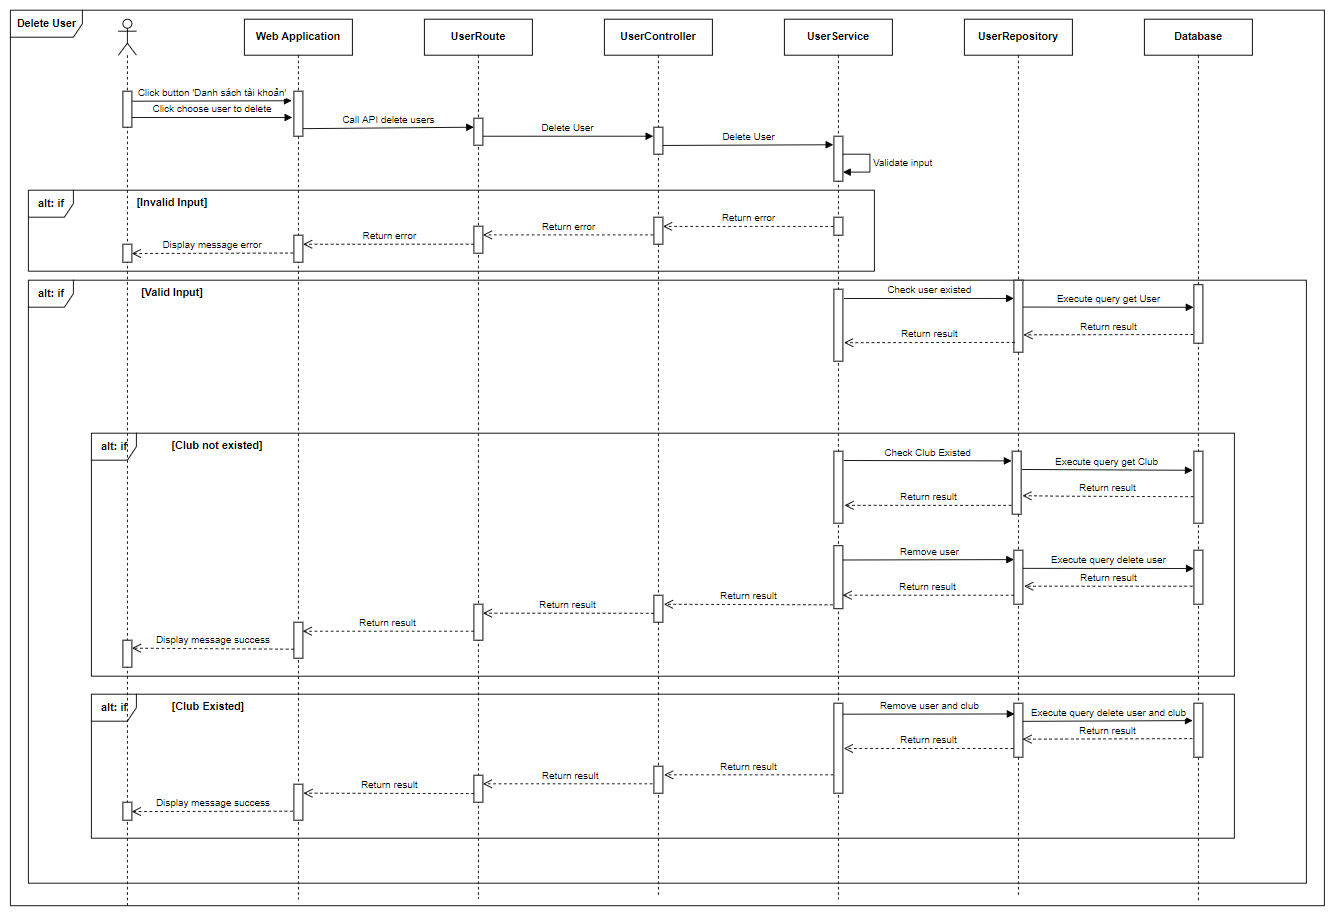 Delete User
Web Application
UserRoute
UserController
UserService
UserRepository
Database
Click button 'Danh sách tài khoản'
Click choose user to delete
Call API delete users
Delete User
Delete User
Validate input
alt: if
[Invalid Input]
Return error
Return error
Return error
Display message error
alt: if
[Valid Input]
Check user existed
Execute query get User
Return result
Return result
alt: if
[Club not existed]
Check Club Existed
Execute query get Club
Return result
Return result
Remove user
Execute query delete user
Return result
Return result
Return result
Return result
Return result
Display message success
alt: if
[Club Existed]
Remove user and club
Execute query delete user and club
Return result
Return result
Return result
Return result
Return result
Display message success